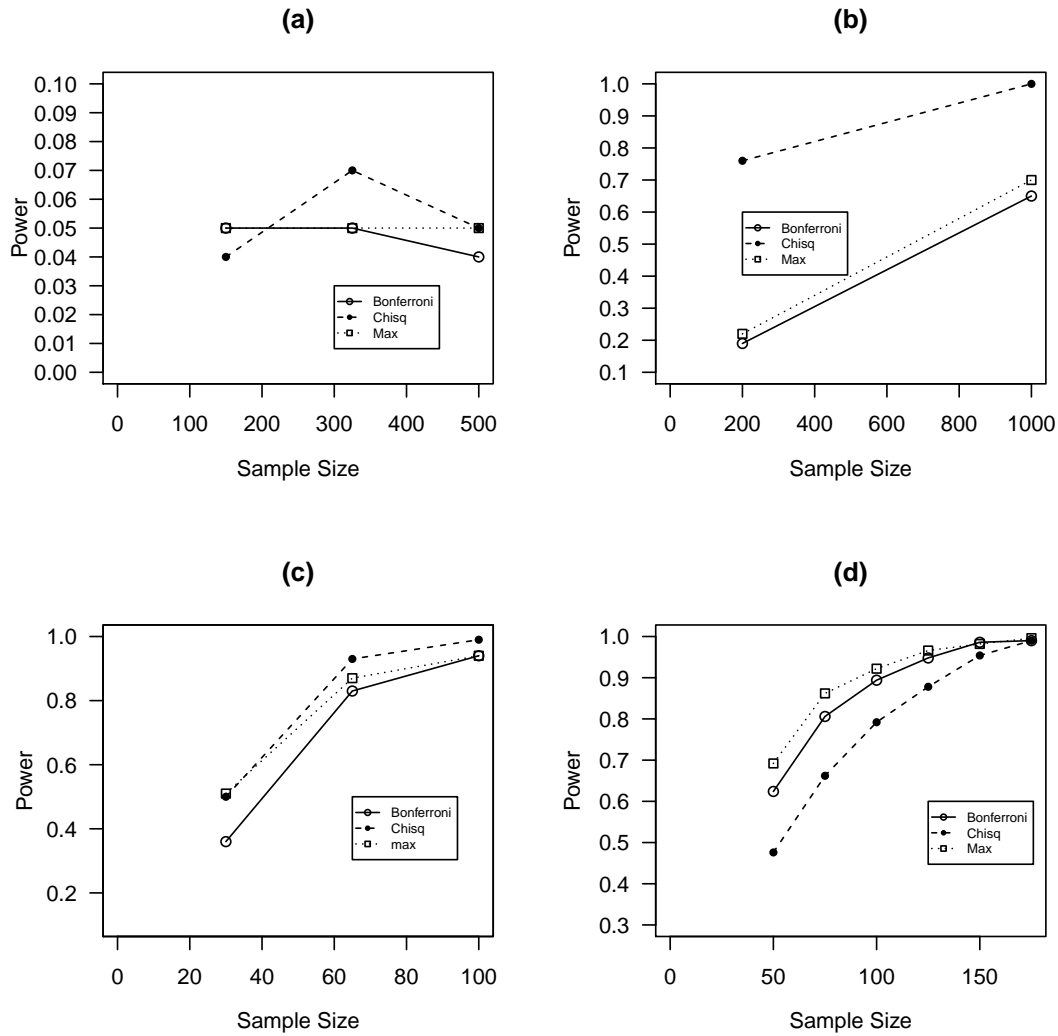 (a)
0.10
0.09
0.08
0.07
0.06
0.05
0.04
0.03
0.02
0.01
0.00
Power
Bonferroni
Chisq
Max
0 100 200 300 400 500
Sample Size
(b)
1.0
0.9
0.8
0.7
0.6
0.5
0.4
0.3
0.2
0.1
Power
Bonferroni
Chisq
Max
0 200 400 600 800 1000
Sample Size
(c)
1.0
0.8
0.6
0.4
0.2
Power
Bonferroni
Chisq
max
0 20 40 60 80 100
Sample Size
(d)
1.0
0.9
0.8
0.7
0.6
0.5
0.4
0.3
Power
Bonferroni
Chisq
Max
0 50 100 150
Sample Size